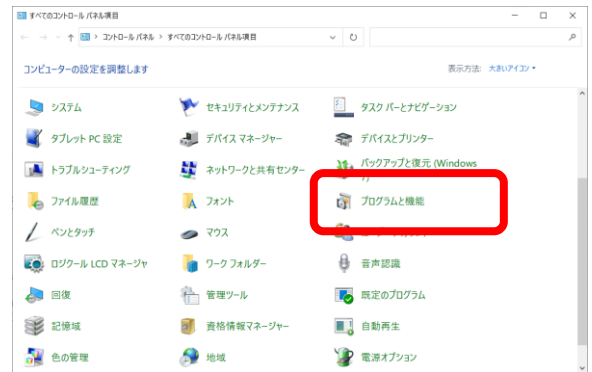 すべてのコントロール パネル項目
コントロール パネル > すべてのコントロール パネル項目
コンピューターの設定を調整します
表示方法: 大きいアイコン
システム
セキュリティとメンテナンス
タスク バーとナビゲーション
タブレット PC 設定
デバイス マネージャー
デバイスとプリンター
トラブルシューティング
ネットワークと共有センター
バックアップと復元 (Windows
7)
ファイル履歴
フォント
プログラムと機能
ペンとタッチ
マウス
ロジクール LCD マネージャ
ワーク フォルダー
音声認識
回復
管理ツール
既定のプログラム
記憶域
資格情報マネージャー
自動再生
色の管理
地域
電源オプション